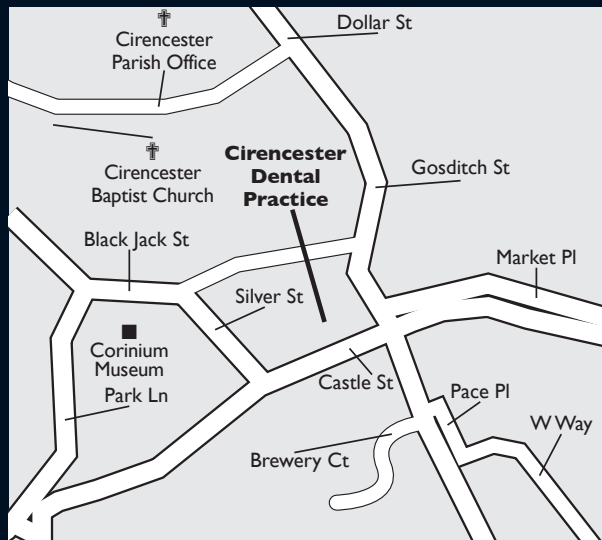 Dollar St
Cirencester
Parish Office
Cirencester
Baptist Church
Cirencester
Dental
Practice
Gosditch St
Black Jack St
Market Pl
Silver St
Corinium
Museum
Park Ln
Castle St
Pace Pl
W Way
Brewery Ct